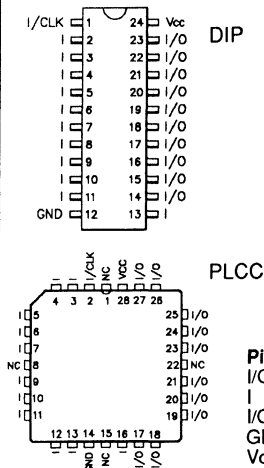 I/CLK 1 24 Vcc DIP
I 2 23 I/O
I 3 22 I/O
I 4 21 I/O
I 5 20 I/O
I 6 19 I/O
I 7 18 I/O
I 8 17 I/O
I 9 16 I/O
I 10 15 I/O
I 11 14 I/O
GND 12 13 I
PLCC
I I I/CLK NC VCC I/O I/O
4 3 2 1 28 27 26
I 5 25 I/O
I 6 24 I/O
I 7 23 I/O
NC 8 22 NC
I 9 21 I/O
I 10 20 I/O
I 11 19 I/O
12 13 14 15 16 17 18
I I GND NC I I/O I/O
Pi
I/C
I
I/O
GN
Vc